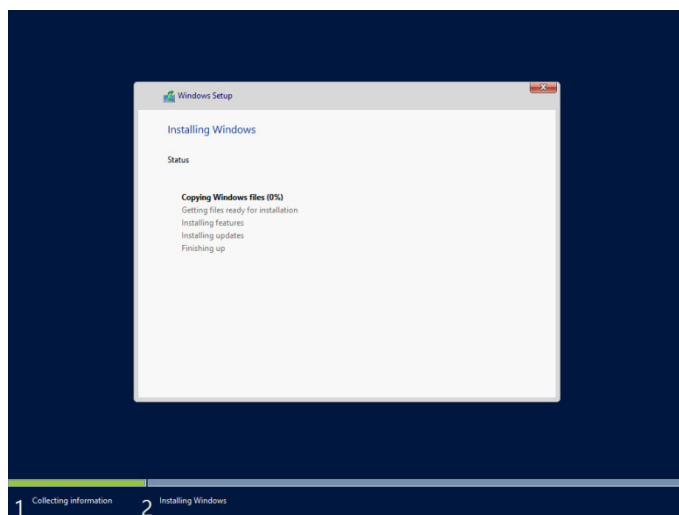 Windows Setup
Installing Windows
Status
Copying Windows files (0%)
Getting files ready for installation
Installing features
Installing updates
Finishing up
1 Collecting information 2 Installing Windows